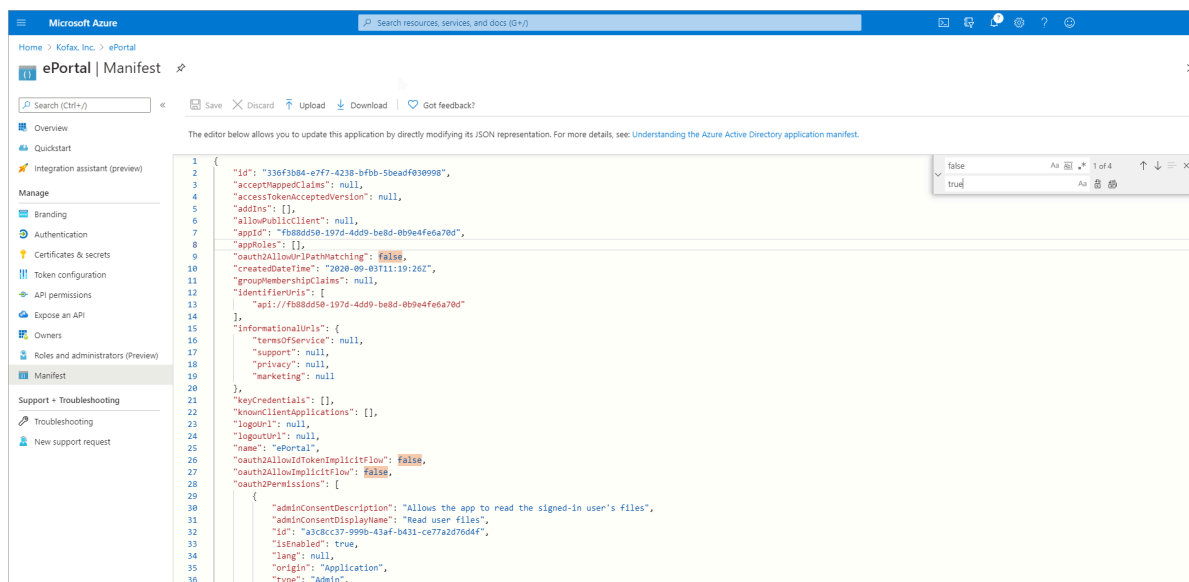 Microsoft Azure
Search resources, services, and docs (G+/)
Home > Kofax, Inc. > ePortal
ePortal | Manifest
Search (Ctrl+/)
«
Save Discard Upload Download Got feedback?
The editor below allows you to update this application by directly modifying its JSON representation. For more details, see: Understanding the Azure Active Directory application manifest.
Overview
Quickstart
Integration assistant (preview)
Manage
Branding
Authentication
Certificates & secrets
Token configuration
API permissions
Expose an API
Owners
Roles and administrators (Preview)
Manifest
Support + Troubleshooting
Troubleshooting
New support request
false Aa 1 of 4
true Aa
1 {
2 "id": "336f3b84-e7f7-4238-bfbb-5beadf030998",
3 "acceptMappedClaims": null,
4 "accessTokenAcceptedVersion": null,
5 "addIns": [],
6 "allowPublicClient": null,
7 "appId": "fb88dd50-197d-4dd9-be8d-0b9e4fe6a70d",
8 "appRoles": [],
9 "oauth2AllowUrlPathMatching": false,
10 "createdDateTime": "2020-09-03T11:19:26Z",
11 "groupMembershipClaims": null,
12 "identifierUris": [
13 "api://fb88dd50-197d-4dd9-be8d-0b9e4fe6a70d"
14 ],
15 "informationalUrls": {
16 "termsOfService": null,
17 "support": null,
18 "privacy": null,
19 "marketing": null
20 },
21 "keyCredentials": [],
22 "knownClientApplications": [],
23 "logoUrl": null,
24 "logoutUrl": null,
25 "name": "ePortal",
26 "oauth2AllowIdTokenImplicitFlow": false,
27 "oauth2AllowImplicitFlow": false,
28 "oauth2Permissions": [
29 {
30 "adminConsentDescription": "Allows the app to read the signed-in user's files",
31 "adminConsentDisplayName": "Read user files",
32 "id": "a3c8cc37-999b-43af-b431-ce77a2d76d4f",
33 "isEnabled": true,
34 "lang": null,
35 "origin": "Application",
36 "type": "Admin",